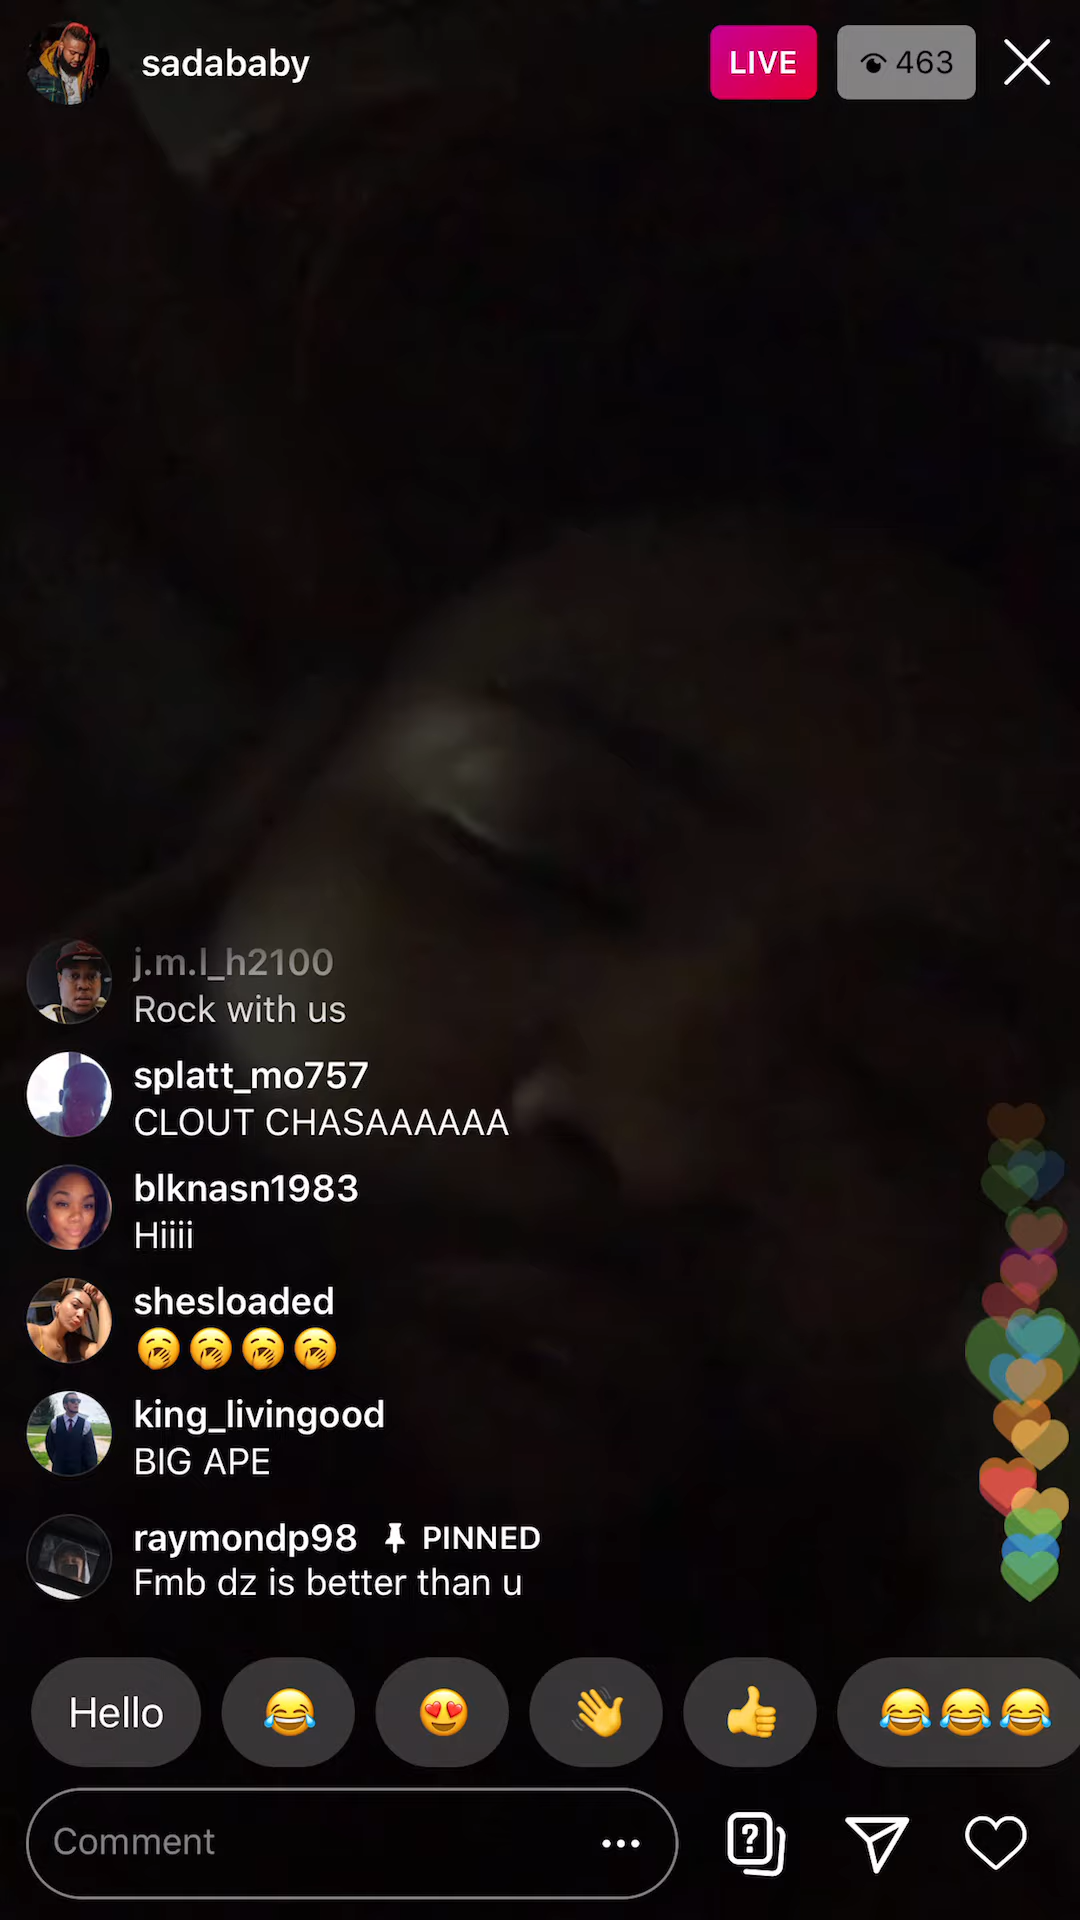 sadababy
LIVE
463
j.m.l_h2100
Rock with us
splatt_mo757
CLOUT CHASAAAAAA
blknasn1983
Hiiii
shesloaded
🥱🥱🥱🥱
king_livingood
BIG APE
raymondp98 📌 PINNED
Fmb dz is better than u
Hello 😂 😍 👋 👍 😂😂😂
Comment